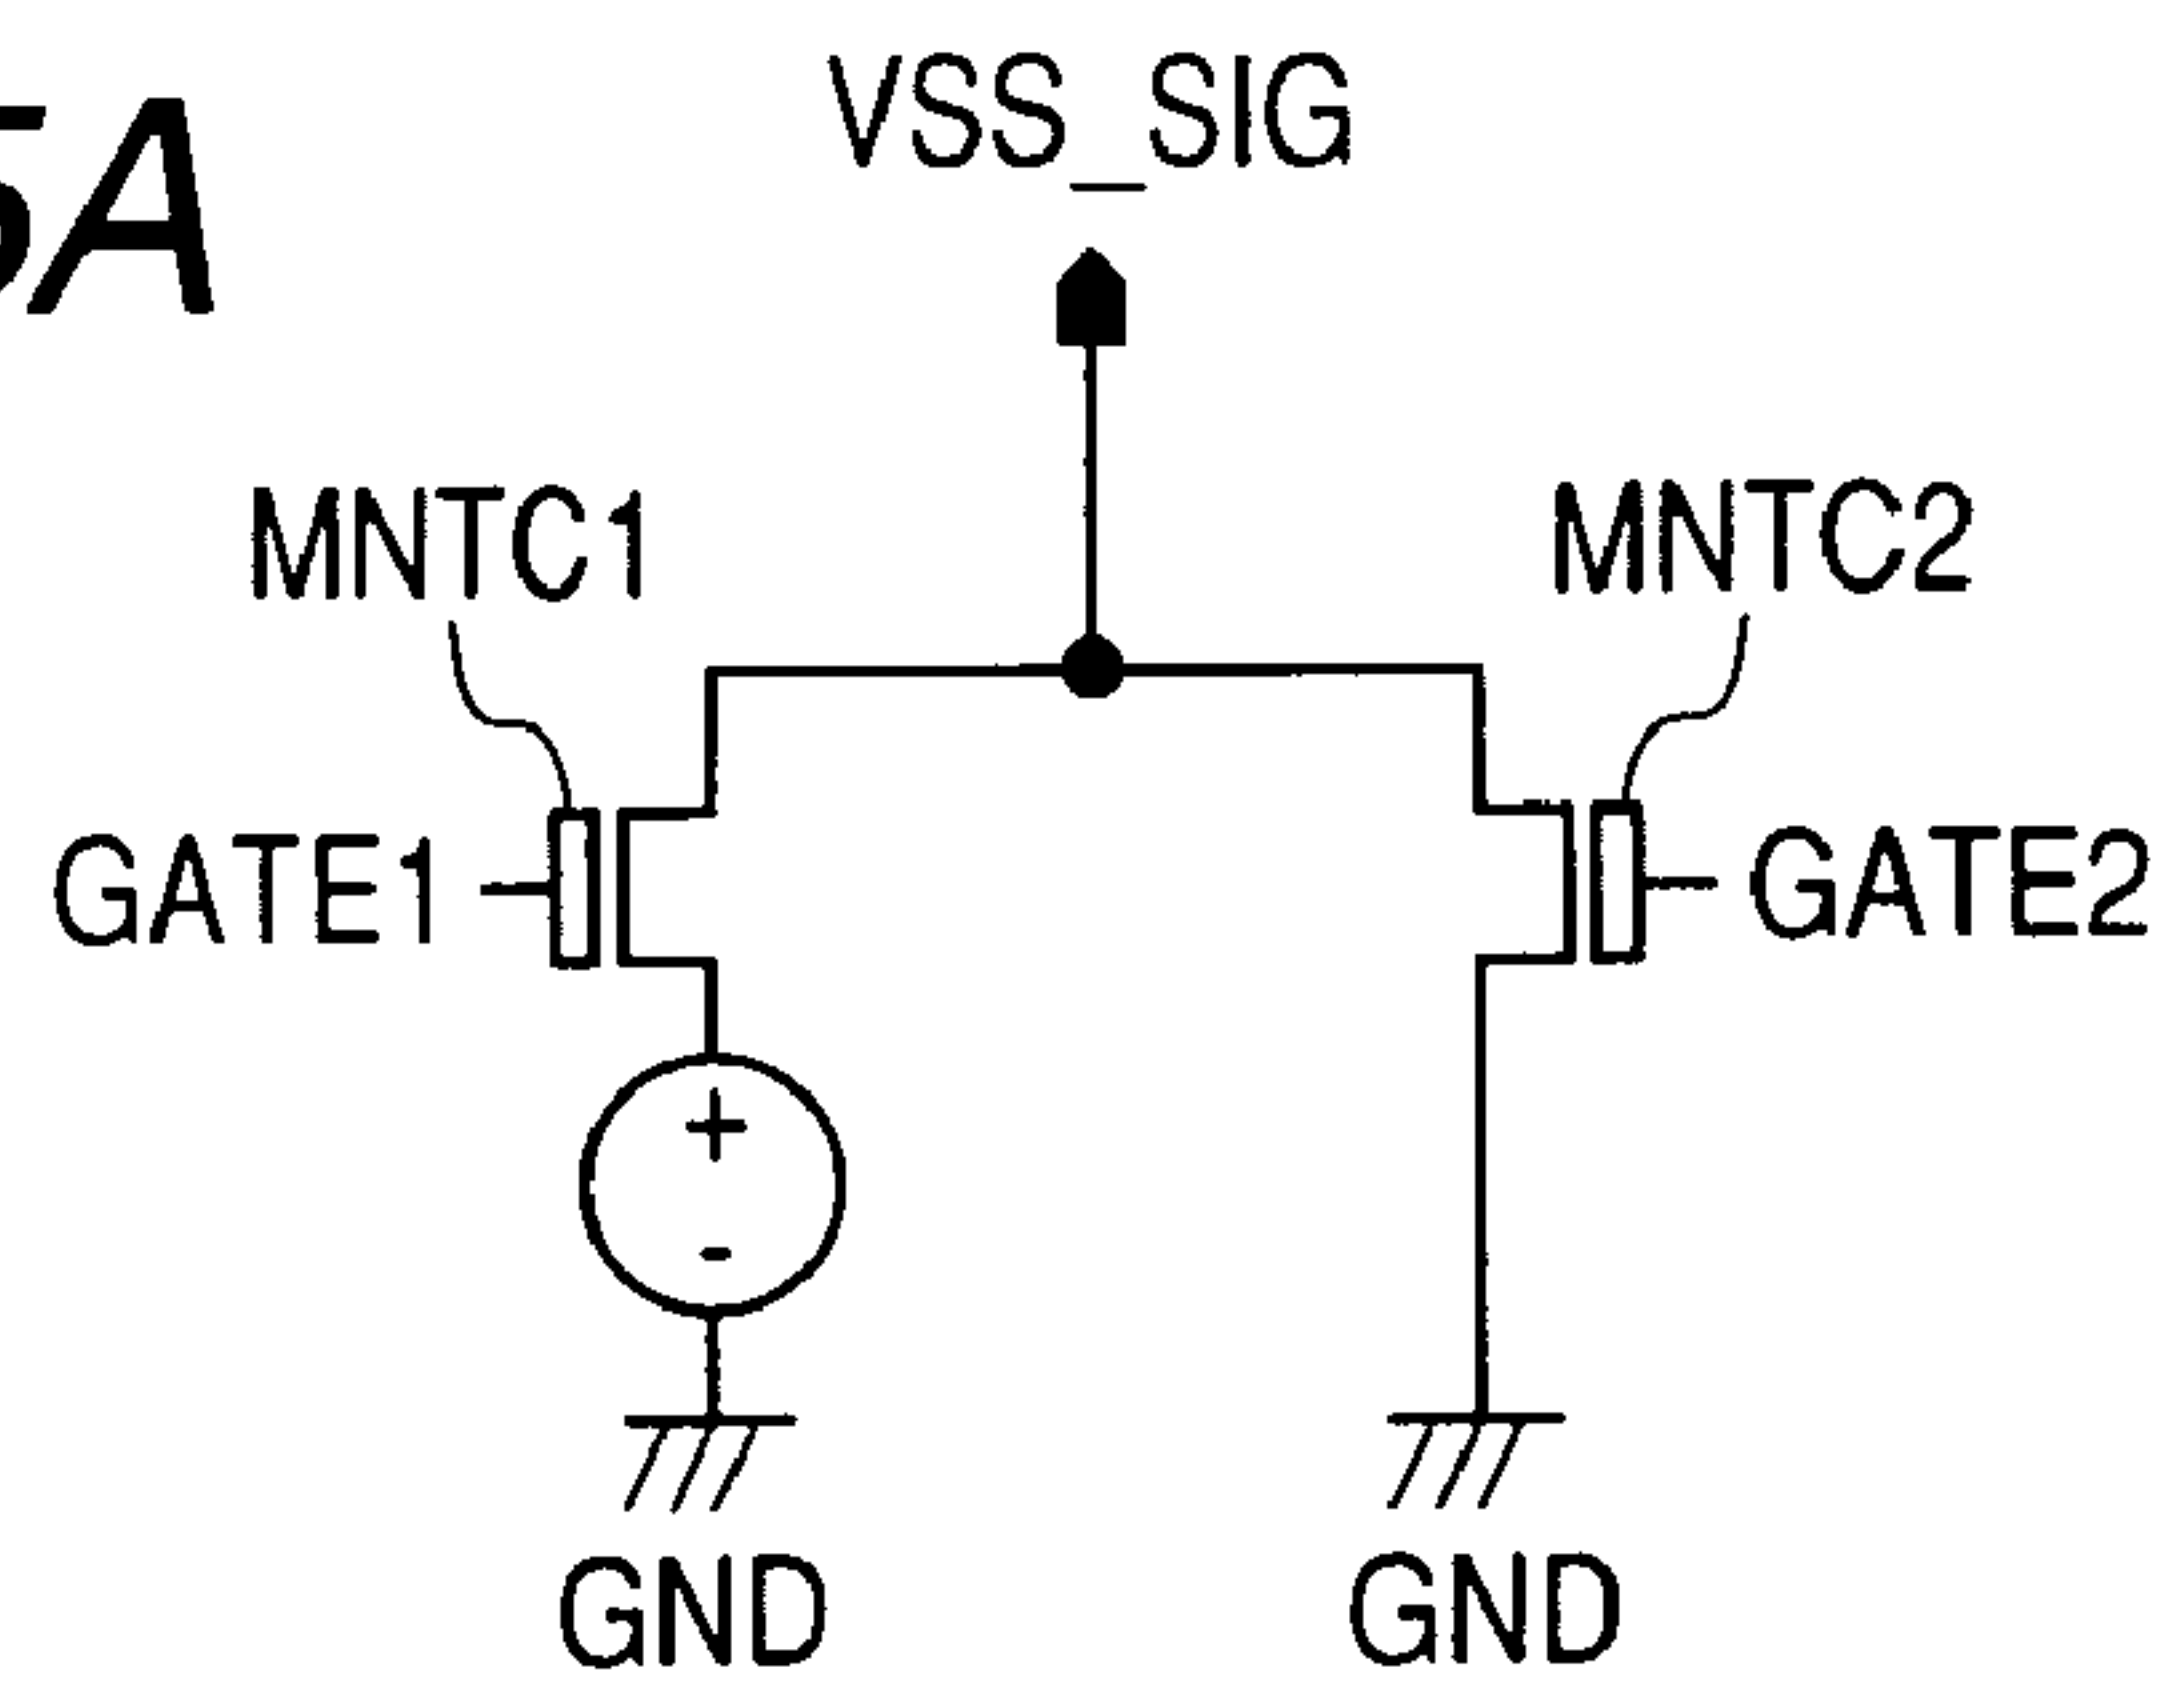 5A
VSS_SIG
MNTC1
MNTC2
GATE1
GATE2
+
-
GND
GND